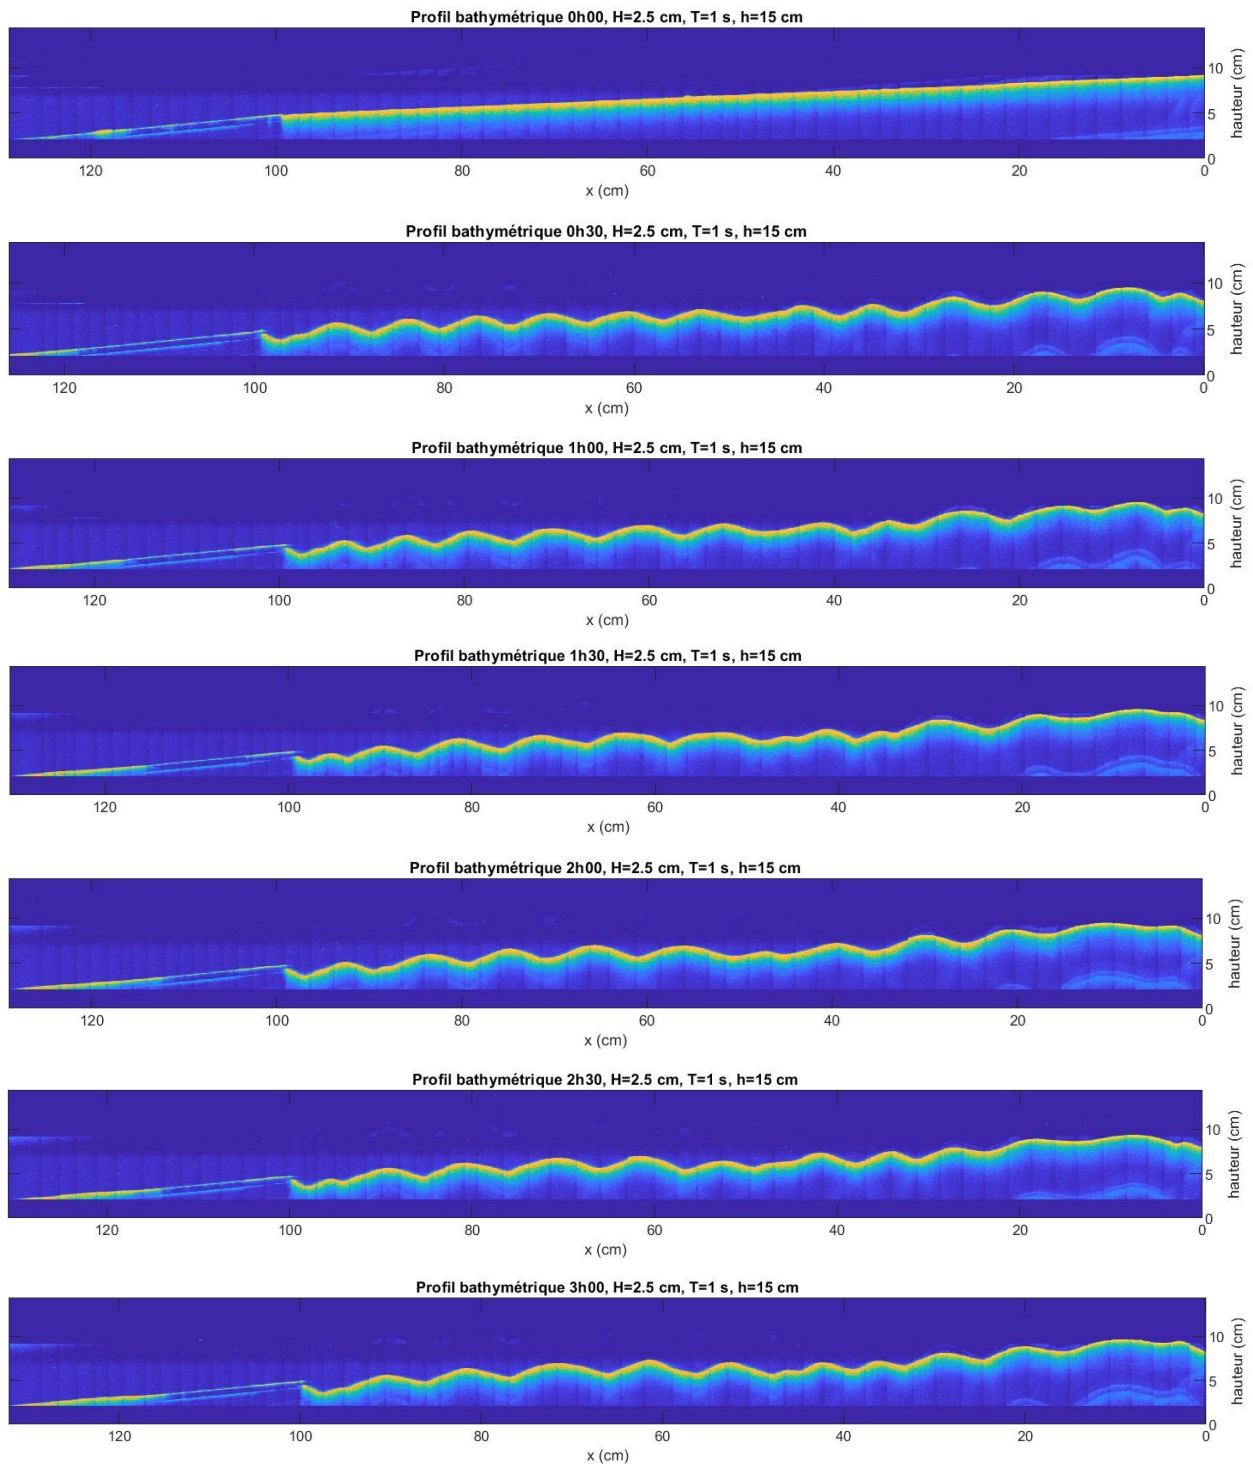 Profil bathymétrique 0h00, H=2.5 cm, T=1 s, h=15 cm
10
5
0
hauteur (cm)
120 100 80 60 40 20 0
x (cm)
Profil bathymétrique 0h30, H=2.5 cm, T=1 s, h=15 cm
10
5
0
hauteur (cm)
120 100 80 60 40 20 0
x (cm)
Profil bathymétrique 1h00, H=2.5 cm, T=1 s, h=15 cm
10
5
0
hauteur (cm)
120 100 80 60 40 20 0
x (cm)
Profil bathymétrique 1h30, H=2.5 cm, T=1 s, h=15 cm
10
5
0
hauteur (cm)
120 100 80 60 40 20 0
x (cm)
Profil bathymétrique 2h00, H=2.5 cm, T=1 s, h=15 cm
10
5
0
hauteur (cm)
120 100 80 60 40 20 0
x (cm)
Profil bathymétrique 2h30, H=2.5 cm, T=1 s, h=15 cm
10
5
0
hauteur (cm)
120 100 80 60 40 20 0
x (cm)
Profil bathymétrique 3h00, H=2.5 cm, T=1 s, h=15 cm
10
5
0
hauteur (cm)
120 100 80 60 40 20 0
x (cm)